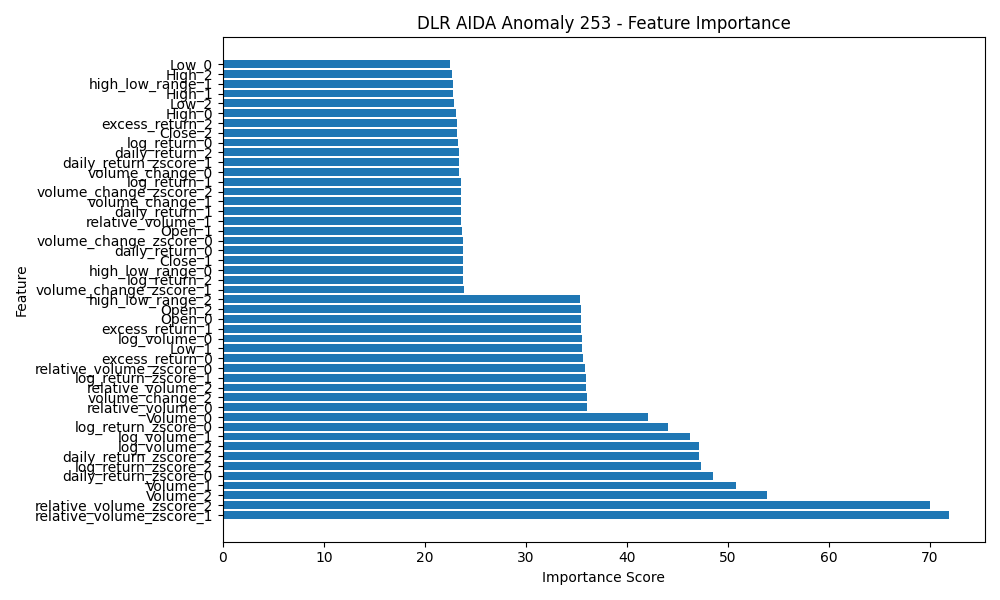 DLR AIDA Anomaly 253 - Feature Importance
Low_0
High_2
high_low_range_1
High_1
Low_2
High_0
excess_return_2
Close_2
log_return_0
daily_return_2
daily_return_zscore_1
volume_change_0
log_return_1
volume_change_zscore_2
volume_change_1
daily_return_1
relative_volume_1
Open_1
volume_change_zscore_0
daily_return_0
Close_1
high_low_range_0
log_return_2
volume_change_zscore_1
high_low_range_2
Open_2
Open_0
excess_return_1
log_volume_0
Low_1
excess_return_0
relative_volume_zscore_0
log_return_zscore_1
relative_volume_2
volume_change_2
relative_volume_0
Volume_0
log_return_zscore_0
log_volume_1
log_volume_2
daily_return_zscore_2
log_return_zscore_2
daily_return_zscore_0
Volume_1
Volume_2
relative_volume_zscore_2
relative_volume_zscore_1
Feature
0 10 20 30 40 50 60 70
Importance Score